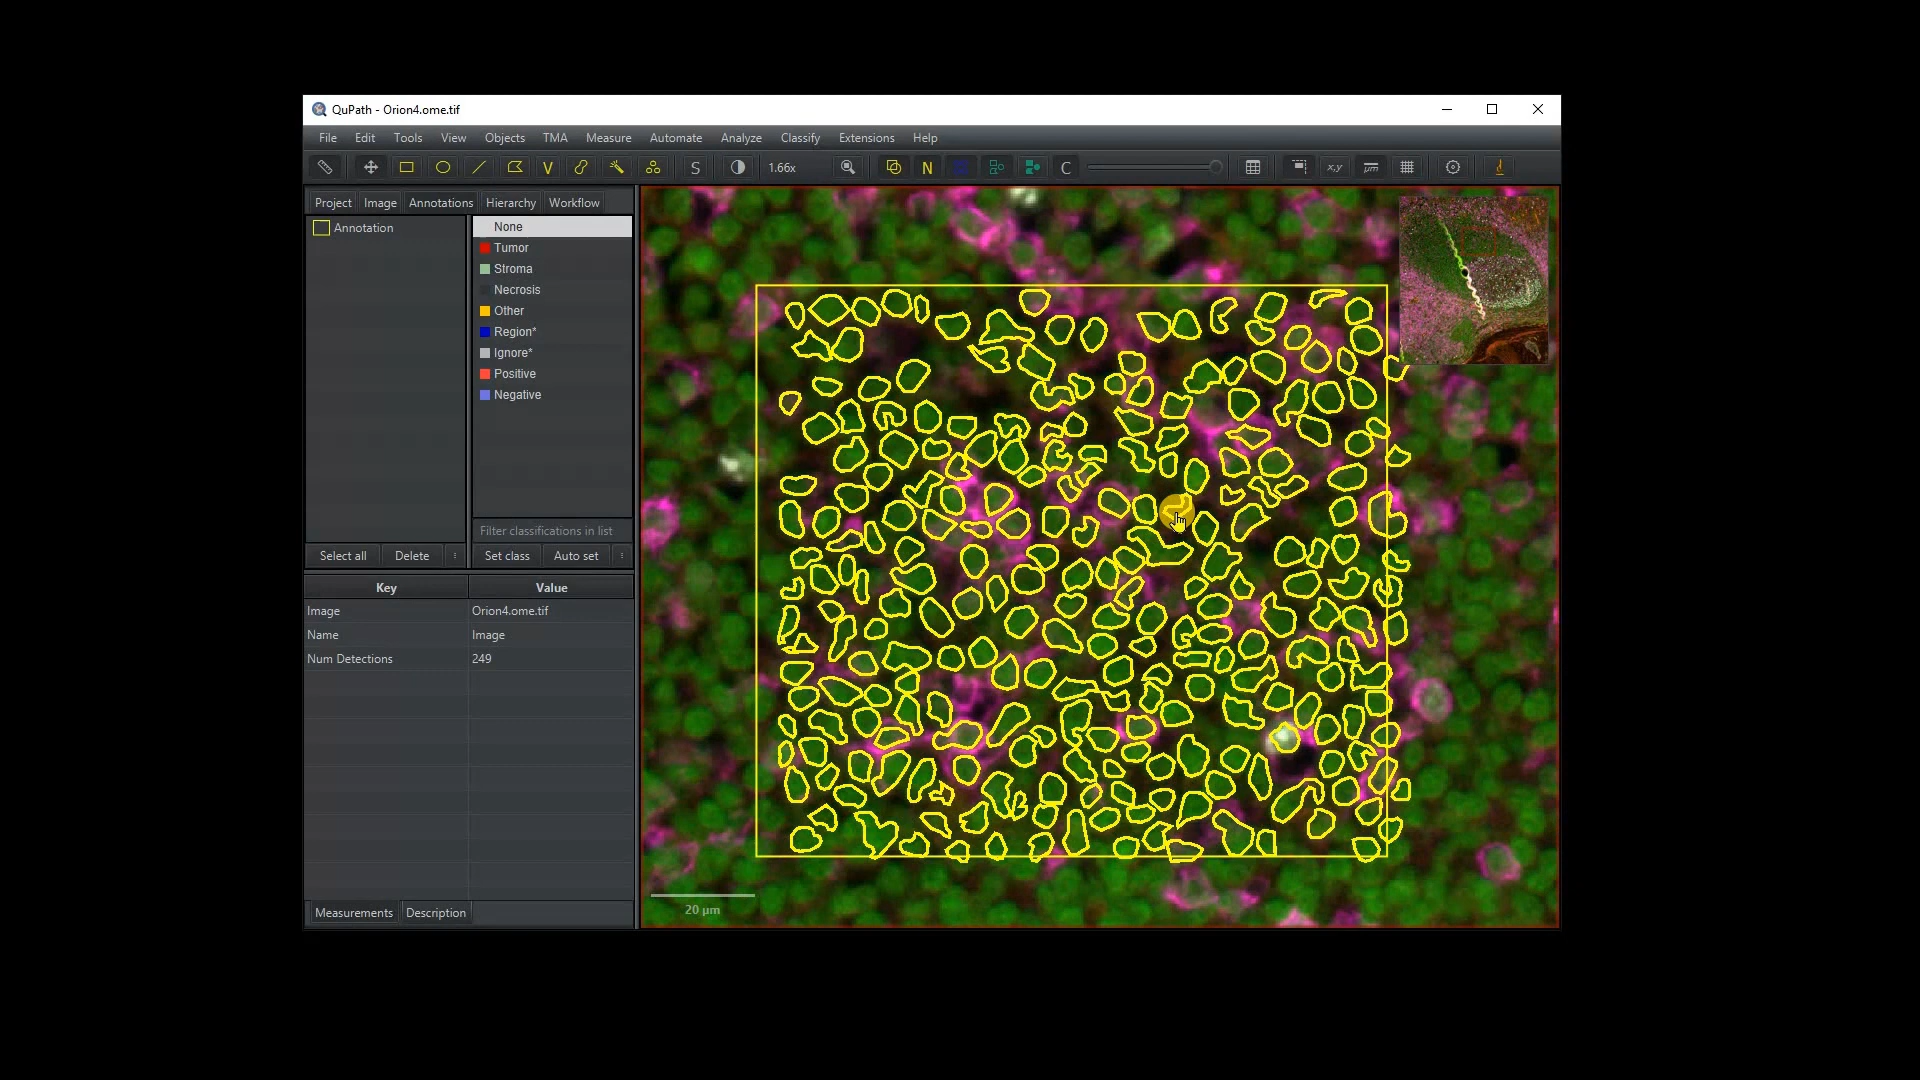 QuPath - Orion4.ome.tif
File Edit Tools View Objects TMA Measure Automate Analyze Classify Extensions Help
V S 1.66x N C x,y μm
Project Image Annotations Hierarchy Workflow
Annotation
None
Tumor
Stroma
Necrosis
Other
Region*
Ignore*
Positive
Negative
Filter classifications in list
Select all Delete Set class Auto set
Key Value
Image Orion4.ome.tif
Name Image
Num Detections 249
Measurements Description
20 μm